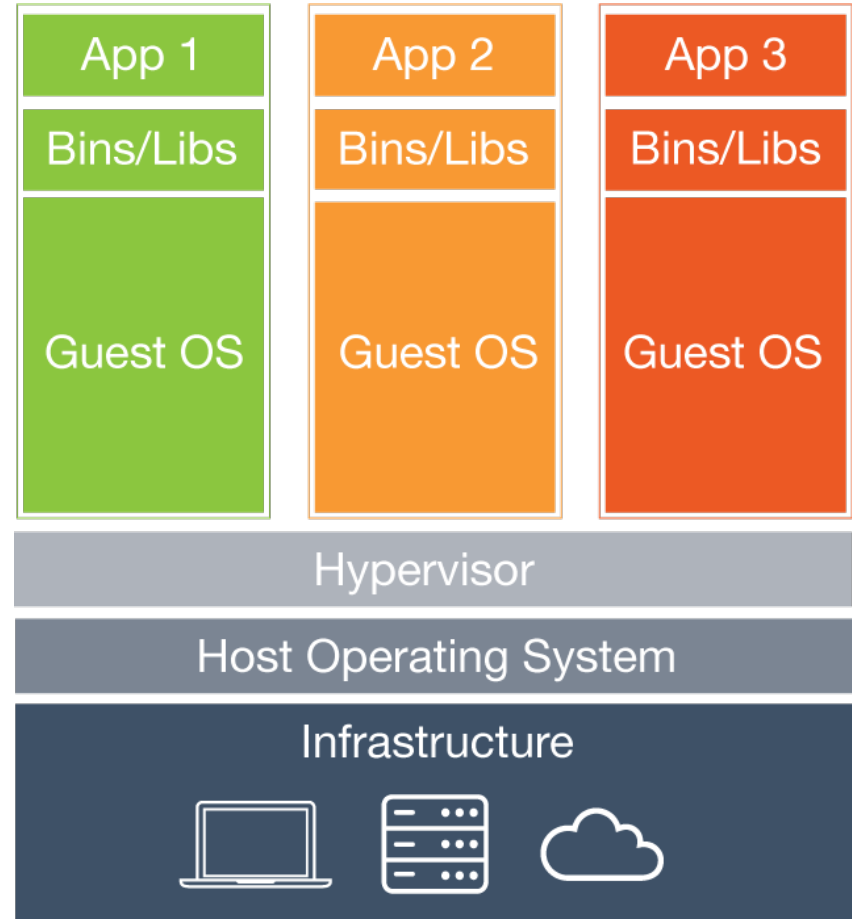 App 1
App 2
App 3
Bins/Libs
Bins/Libs
Bins/Libs
Guest OS
Guest OS
Guest OS
Hypervisor
Host Operating System
Infrastructure